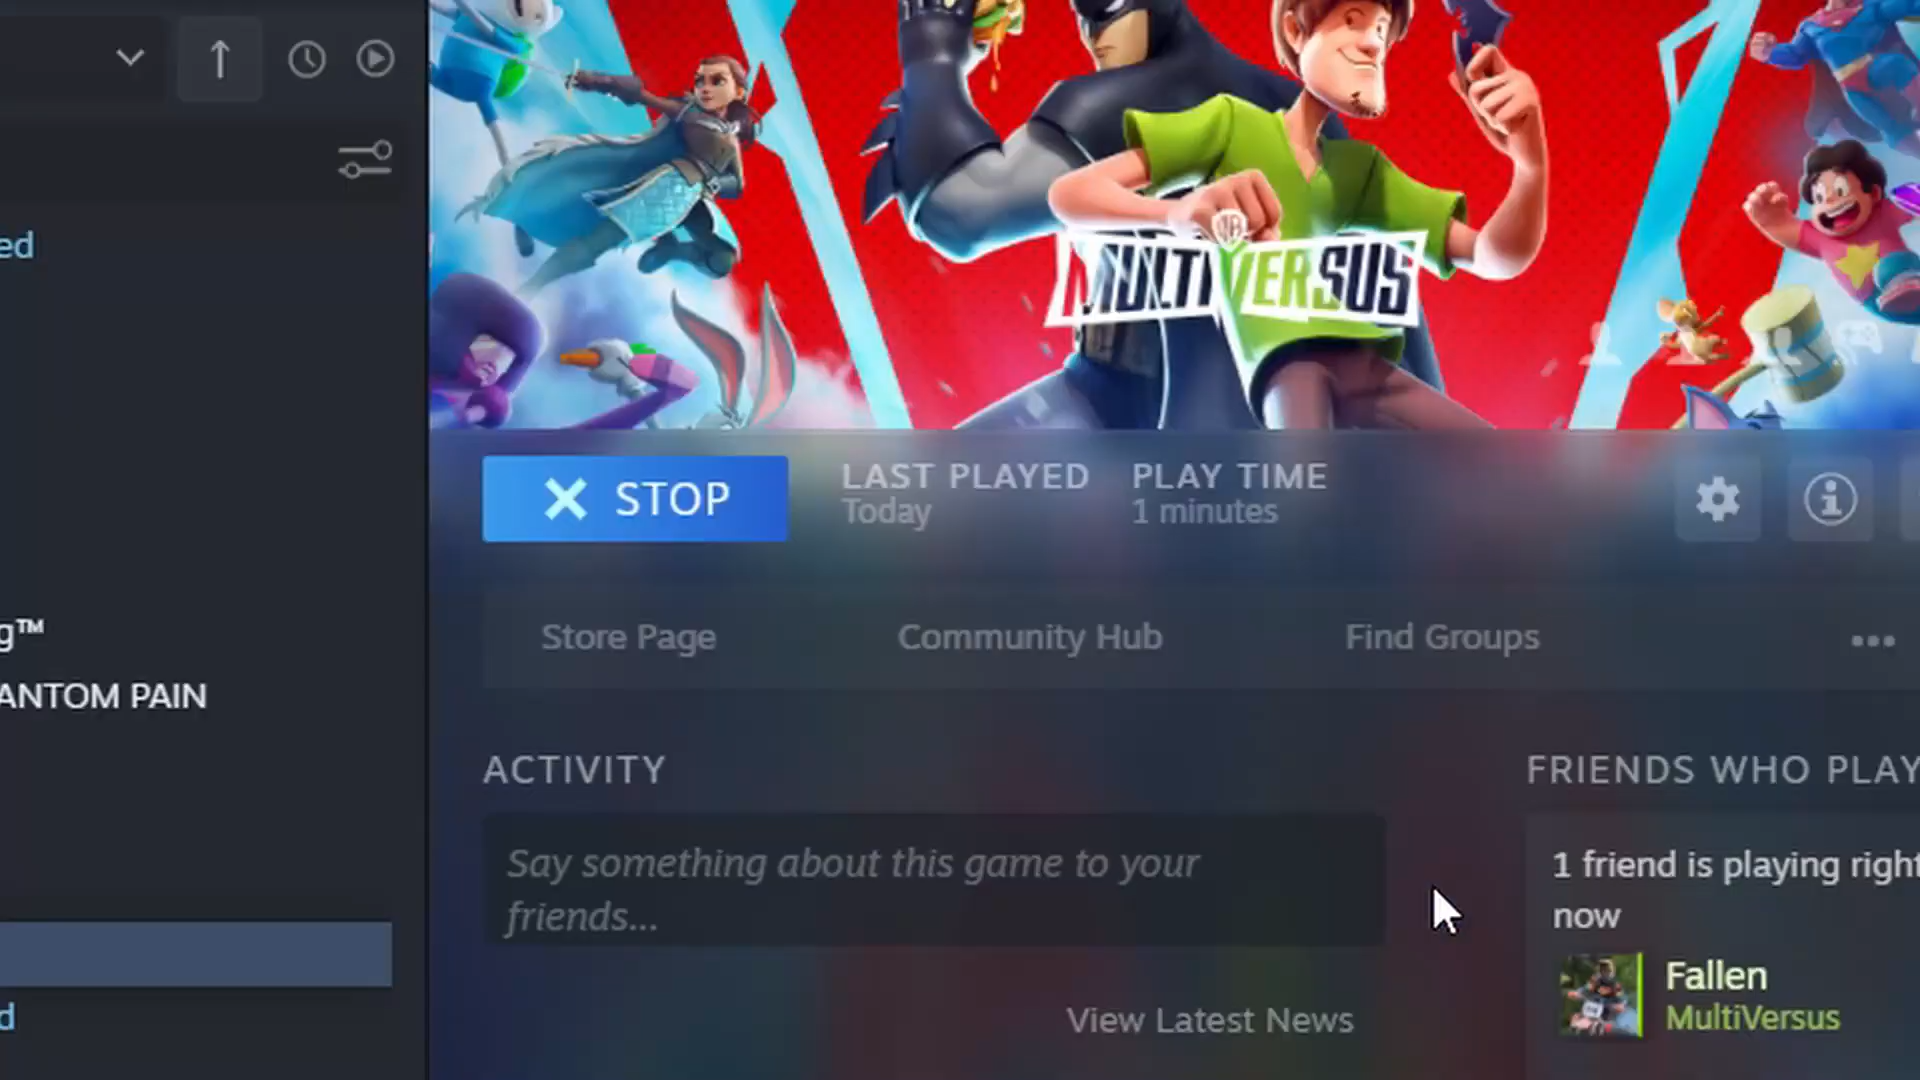 ed
g™
ANTOM PAIN
d
MULTIVERSUS
STOP
LAST PLAYED
Today
PLAY TIME
1 minutes
Store Page
Community Hub
Find Groups
ACTIVITY
Say something about this game to your
friends...
View Latest News
FRIENDS WHO PLAY
1 friend is playing right
now
Fallen
MultiVersus